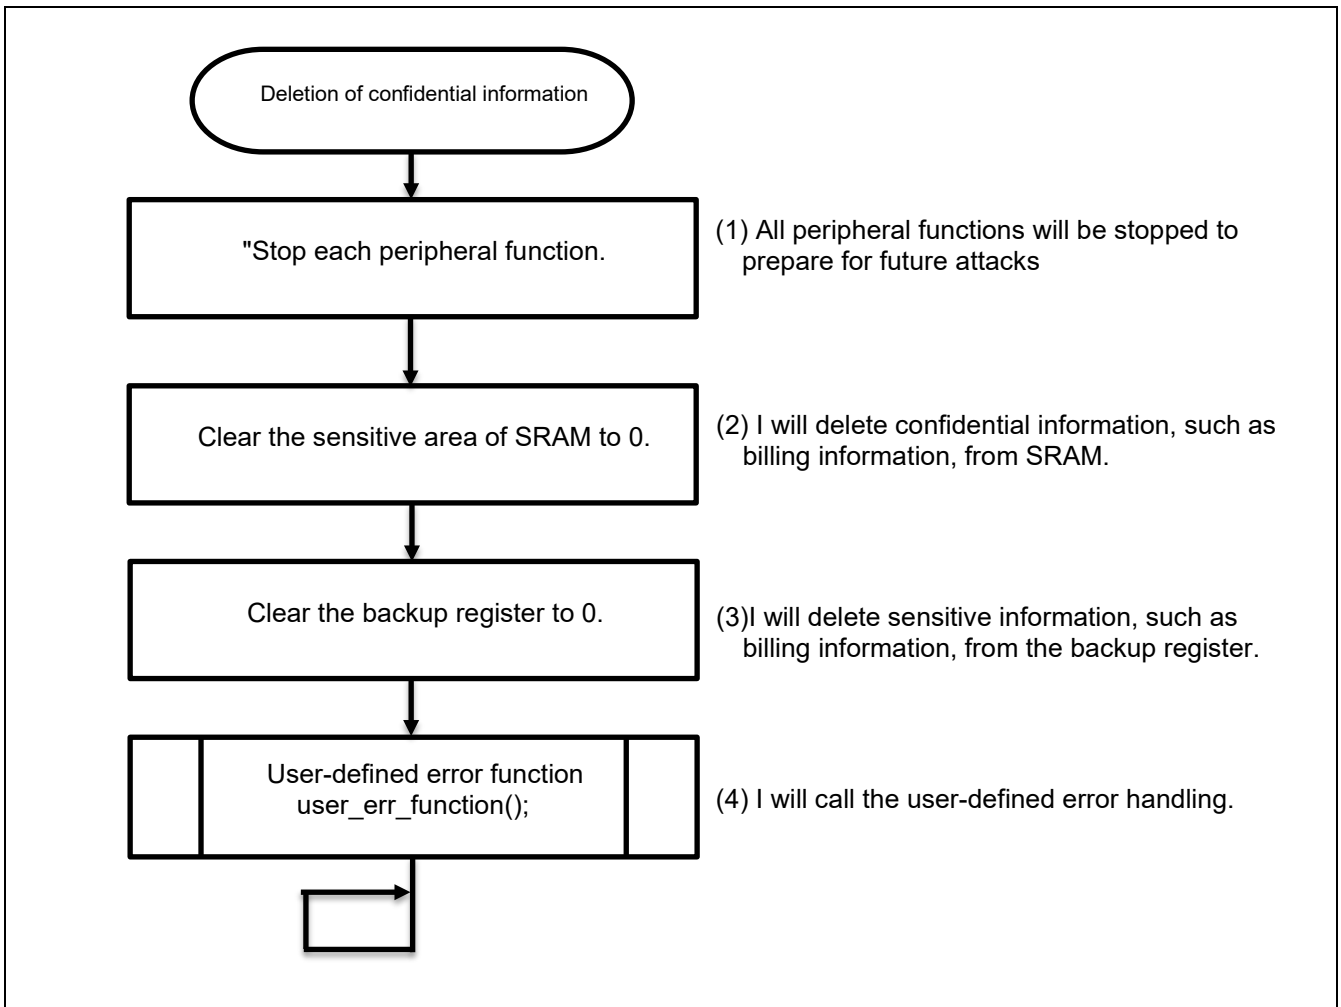 Deletion of confidential information
"Stop each peripheral function.
(1) All peripheral functions will be stopped to
prepare for future attacks
Clear the sensitive area of SRAM to 0.
(2) I will delete confidential information, such as
billing information, from SRAM.
Clear the backup register to 0.
(3)I will delete sensitive information, such as
billing information, from the backup register.
User-defined error function
user_err_function();
(4) I will call the user-defined error handling.